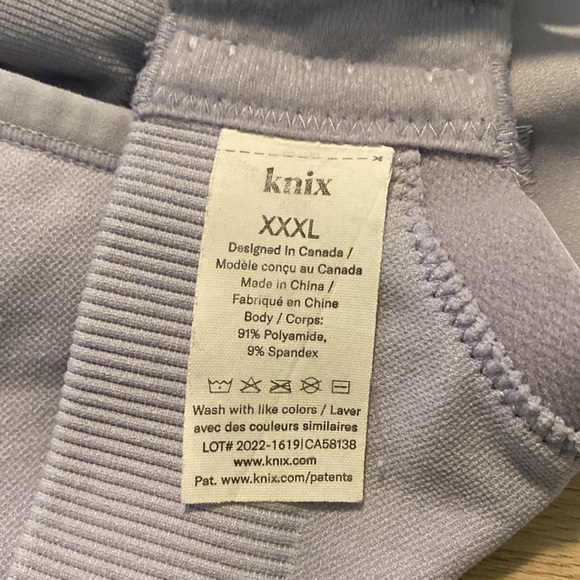 knix
XXXL
Designed in Canada /
Modèle conçu au Canada
Made in China /
Fabriqué en Chine
Body / Corps:
91% Polyamide,
9% Spandex
Wash with like colors / Laver
avec des couleurs similaires
LOT# 2022-1619|CA58138
www.knix.com
Pat. www.knix.com/patents